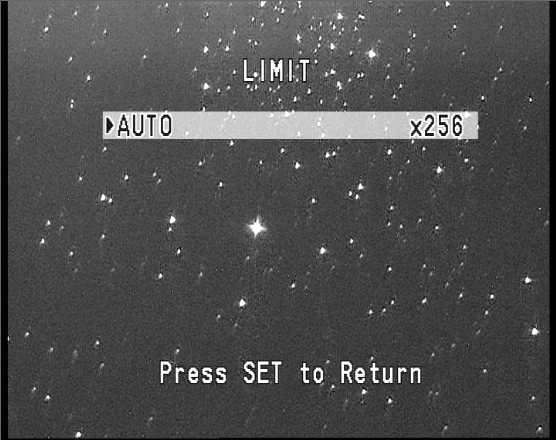 LIMIT
AUTO x256
Press SET to Return